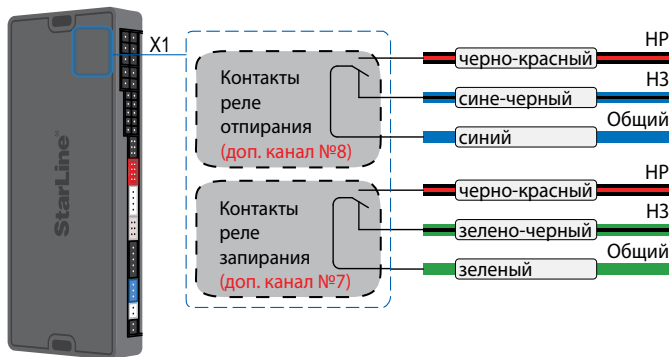 X1
Контакты
реле
отпирания
(доп. канал №8)
черно-красный
НР
сине-черный
НЗ
синий
Общий
Контакты
реле
запирания
(доп. канал №7)
черно-красный
НР
зелено-черный
НЗ
зеленый
Общий
StarLine